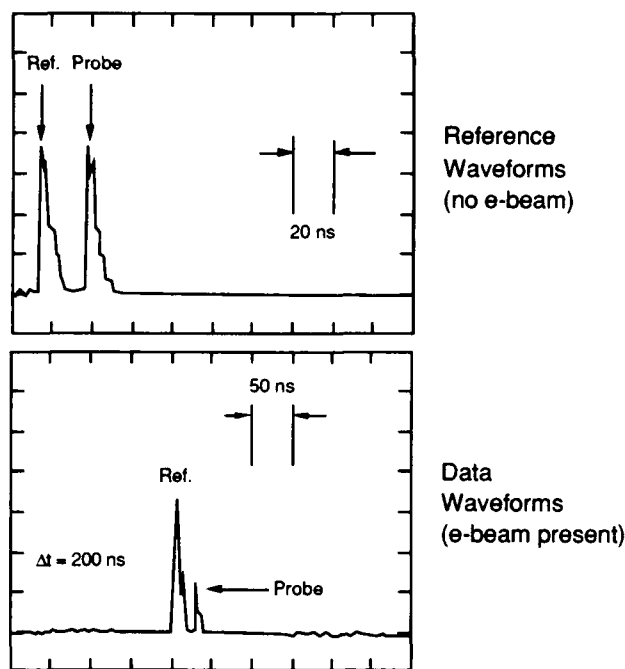 Ref. Probe
20 ns
Reference
Waveforms
(no e-beam)
50 ns
Ref.
Δt = 200 ns
Probe
Data
Waveforms
(e-beam present)